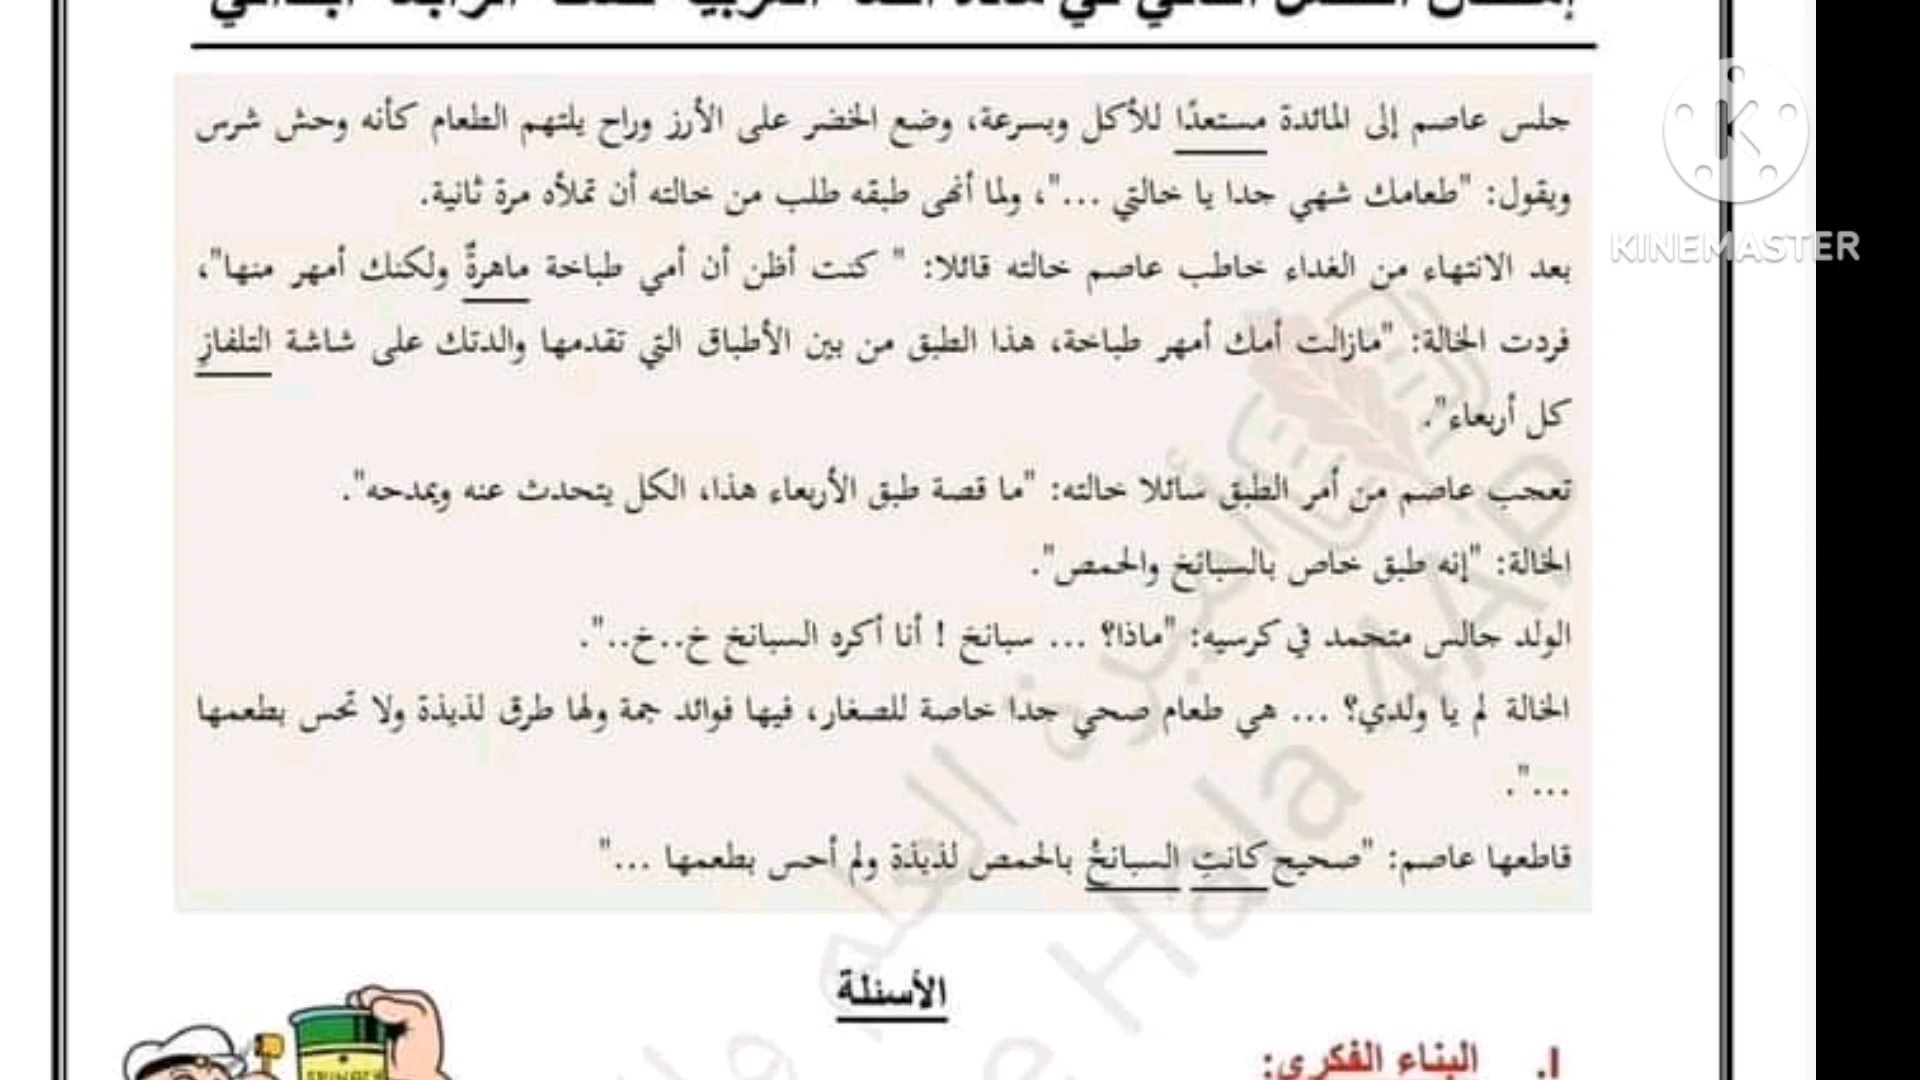 جلس عاصم إلى المائدة مستعدًا للأكل وبسرعة، وضع الخضر على الأرز وراح يلتهم الطعام كأنه وحش شرس
ويقول: "طعامك شهي جدا يا خالتي ..."، ولما أنهى طبقه طلب من خالته أن تملأه مرة ثانية.
بعد الانتهاء من الغداء خاطب عاصم خالته قائلا: " كنت أظن أن أمي طباخة ماهرةٌ ولكنك أمهر منها"،
فردت الخالة: "مازالت أمك أمهر طباخة، هذا الطبق من بين الأطباق التي تقدمها والدتك على شاشة التلفازِ
كل أربعاء".
تعجب عاصم من أمر الطبق سائلا خالته: "ما قصة طبق الأربعاء هذا، الكل يتحدث عنه ويمدحه".
الخالة: "إنه طبق خاص بالسبانخ والحمص".
الولد جالس متجمد في كرسيه: "ماذا؟ ... سبانخ ! أنا أكره السبانخ خ..خ..".
الخالة لم يا ولدي؟ ... هي طعام صحي جدا خاصة للصغار، فيها فوائد جمة ولها طرق لذيذة ولا تحس بطعمها
...".
قاطعها عاصم: "صحيح كانتِ السبانخُ بالحمص لذيذة ولم أحس بطعمها ..."
الأسئلة
I. البناء الفكري:
KINEMASTER